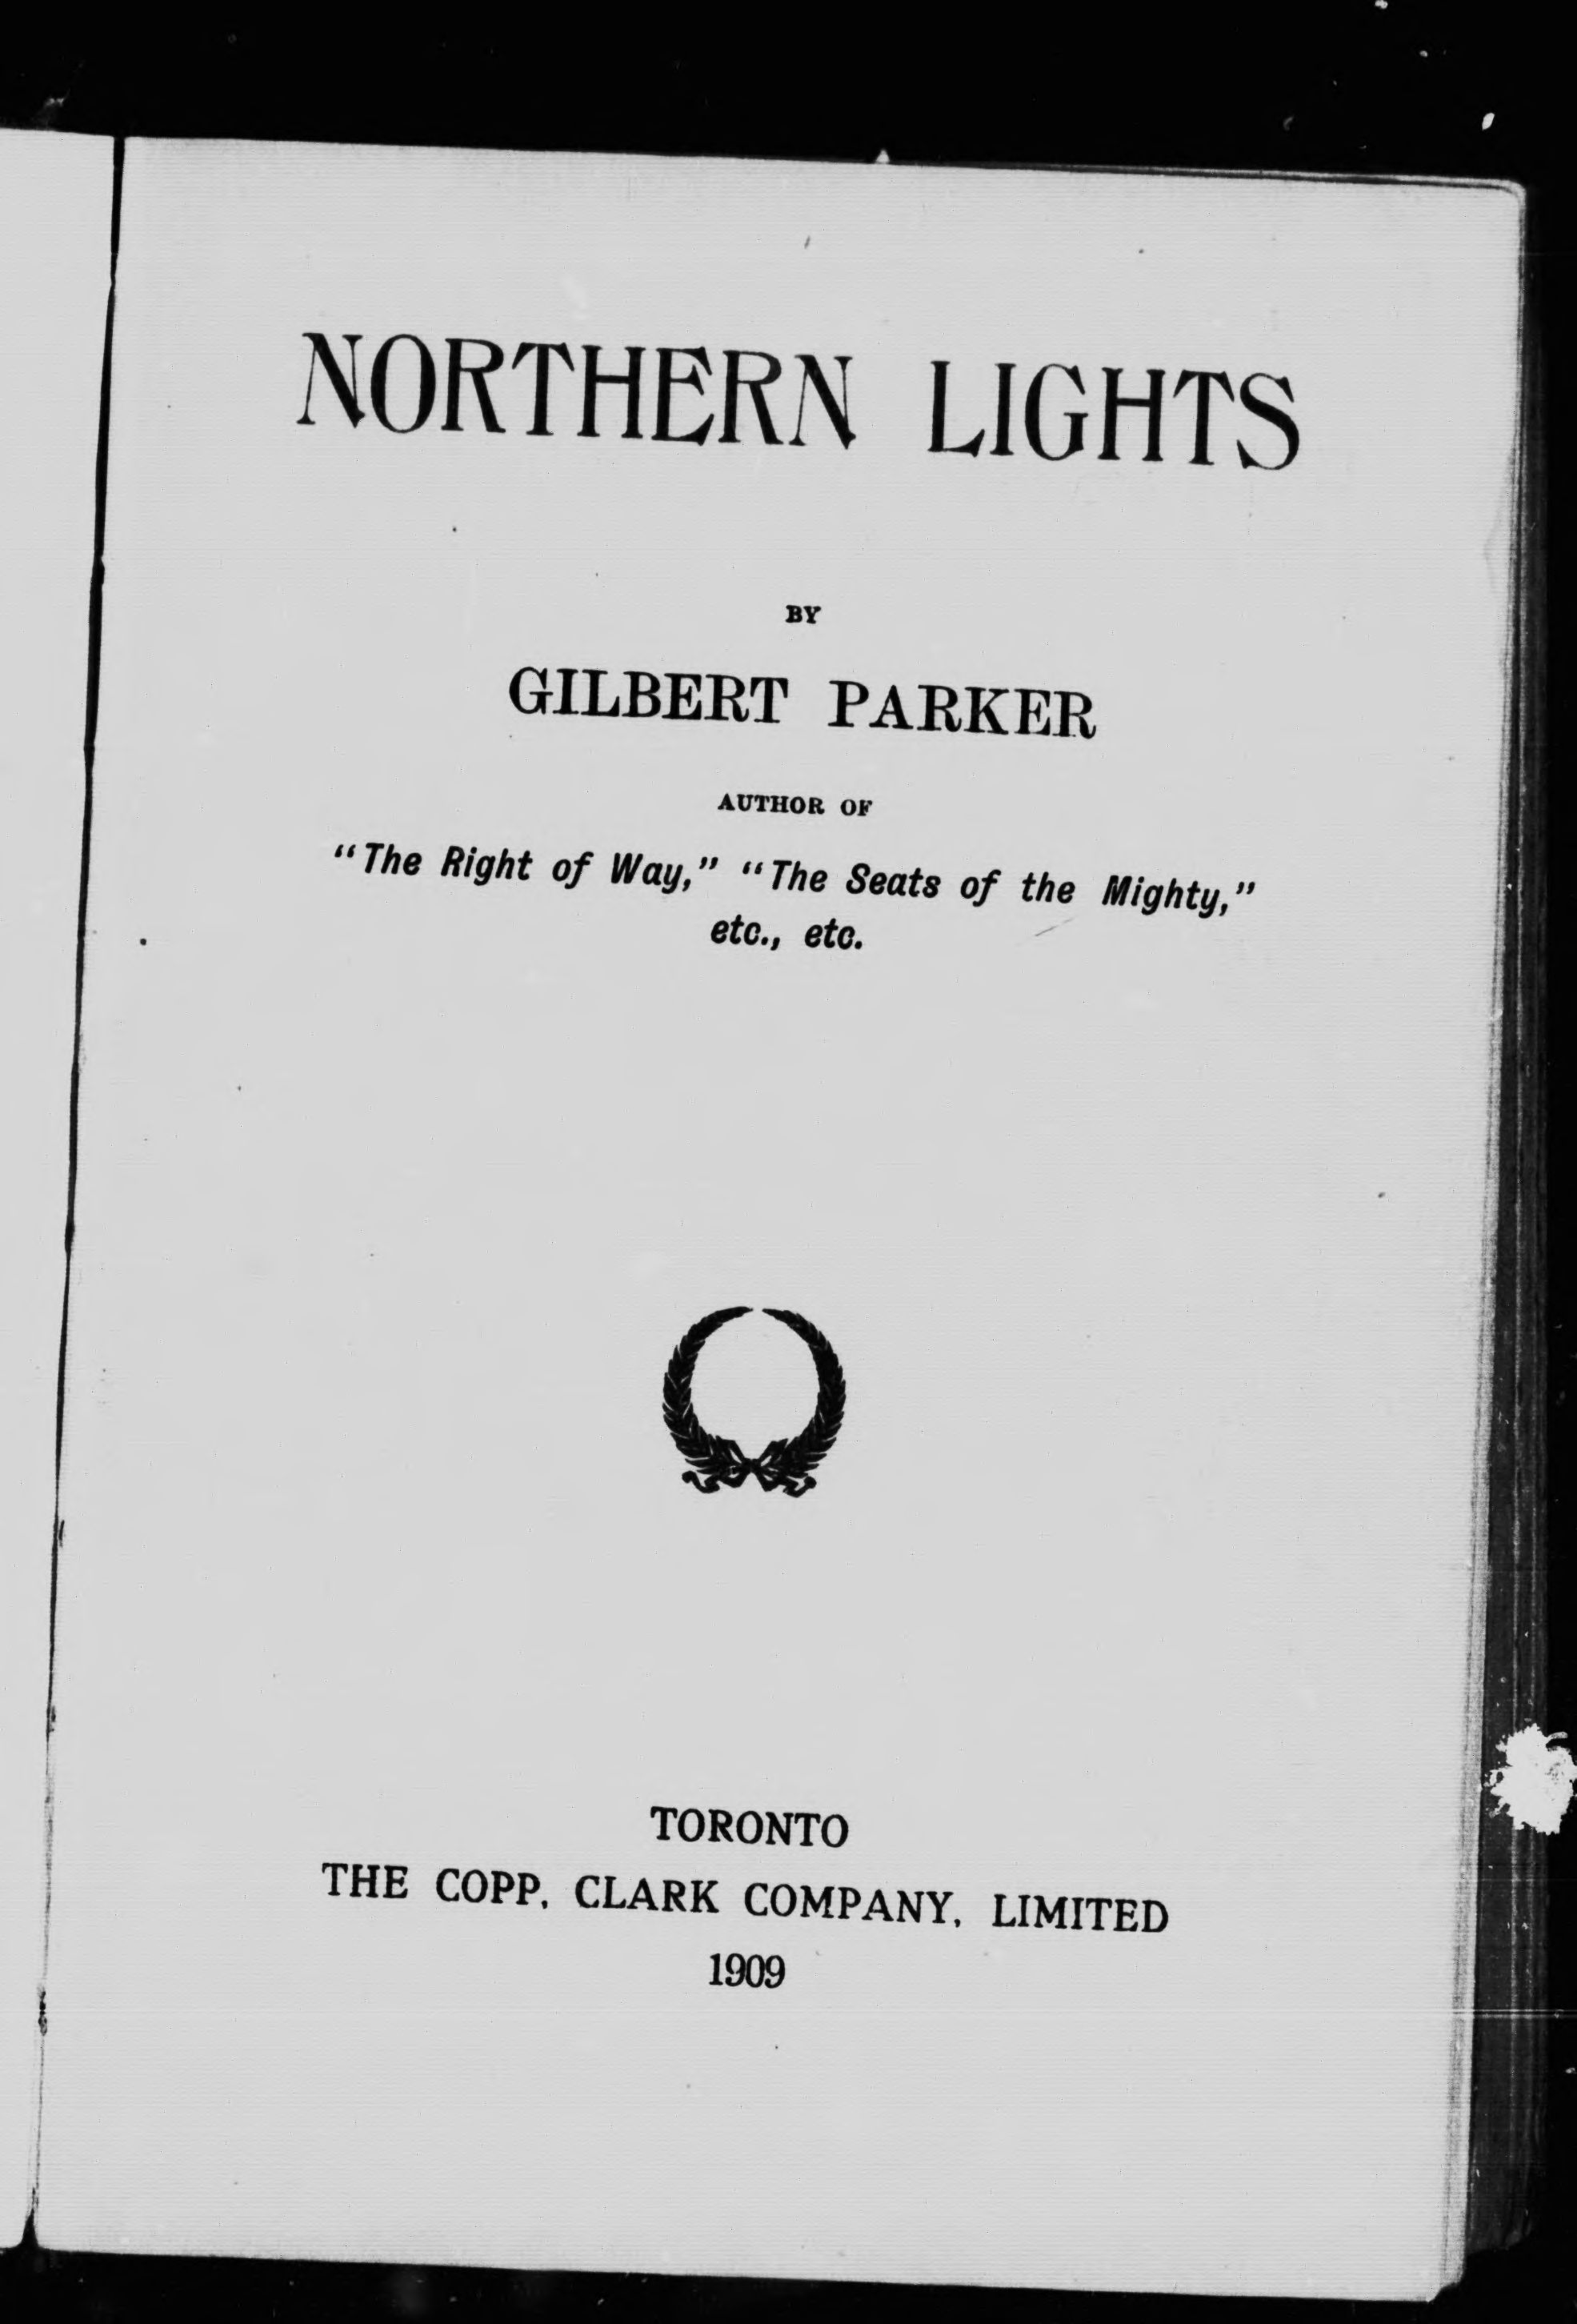 NORTHERN LIGHTS
BY
GILBERT PARKER
AUTHOR OF
“The Right of Way,” “The Seats of the Mighty,”
etc., etc.
TORONTO
THE COPP, CLARK COMPANY, LIMITED
1909